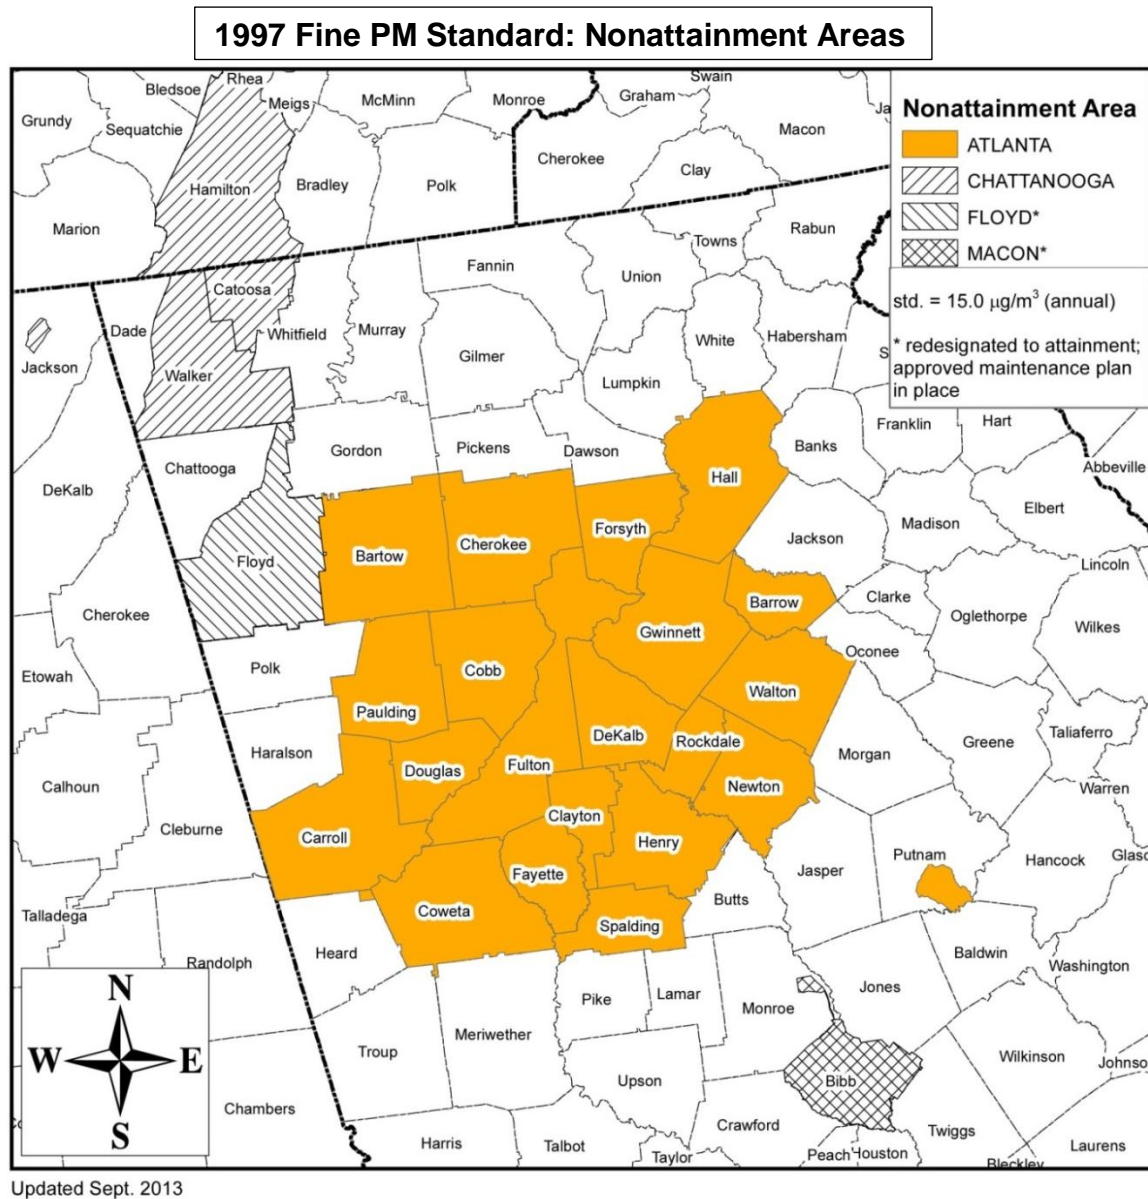 1997 Fine PM Standard: Nonattainment Areas
Rhea
Swain
Bledsoe
Meigs
McMinn
Monroe
Graham
Grundy
Sequatchie
Macon
Cherokee
Clay
Hamilton
Bradley
Polk
Marion
Rabun
Towns
Fannin
Union
Catoosa
Dade
Whitfield
Murray
White
Habersham
Gilmer
Jackson
Walker
Lumpkin
Nonattainment Area
ATLANTA
CHATTANOOGA
FLOYD*
MACON*
std. = 15.0 µg/m³ (annual)
* redesignated to attainment;
approved maintenance plan
in place
Franklin
Hart
Gordon
Pickens
Dawson
Banks
Chattooga
Abbeville
Hall
DeKalb
Elbert
Madison
Forsyth
Jackson
Cherokee
Bartow
Floyd
Lincoln
Clarke
Barrow
Cherokee
Oglethorpe
Wilkes
Gwinnett
Oconee
Polk
Cobb
Etowah
Walton
Paulding
Taliaferro
DeKalb
Rockdale
Greene
Haralson
Morgan
Fulton
Douglas
Calhoun
Newton
Warren
Clayton
Cleburne
Carroll
Henry
Putnam
Hancock
Glasc
Jasper
Fayette
Butts
Coweta
Talladega
Spalding
Heard
Baldwin
Randolph
Washington
Jones
Lamar
Pike
Monroe
Meriwether
Troup
Wilkinson
Johnso
Upson
Bibb
Chambers
Crawford
Twiggs
Harris
Talbot
Laurens
Taylor
Peach
Houston
Bleckley
N
W
E
S
Updated Sept. 2013